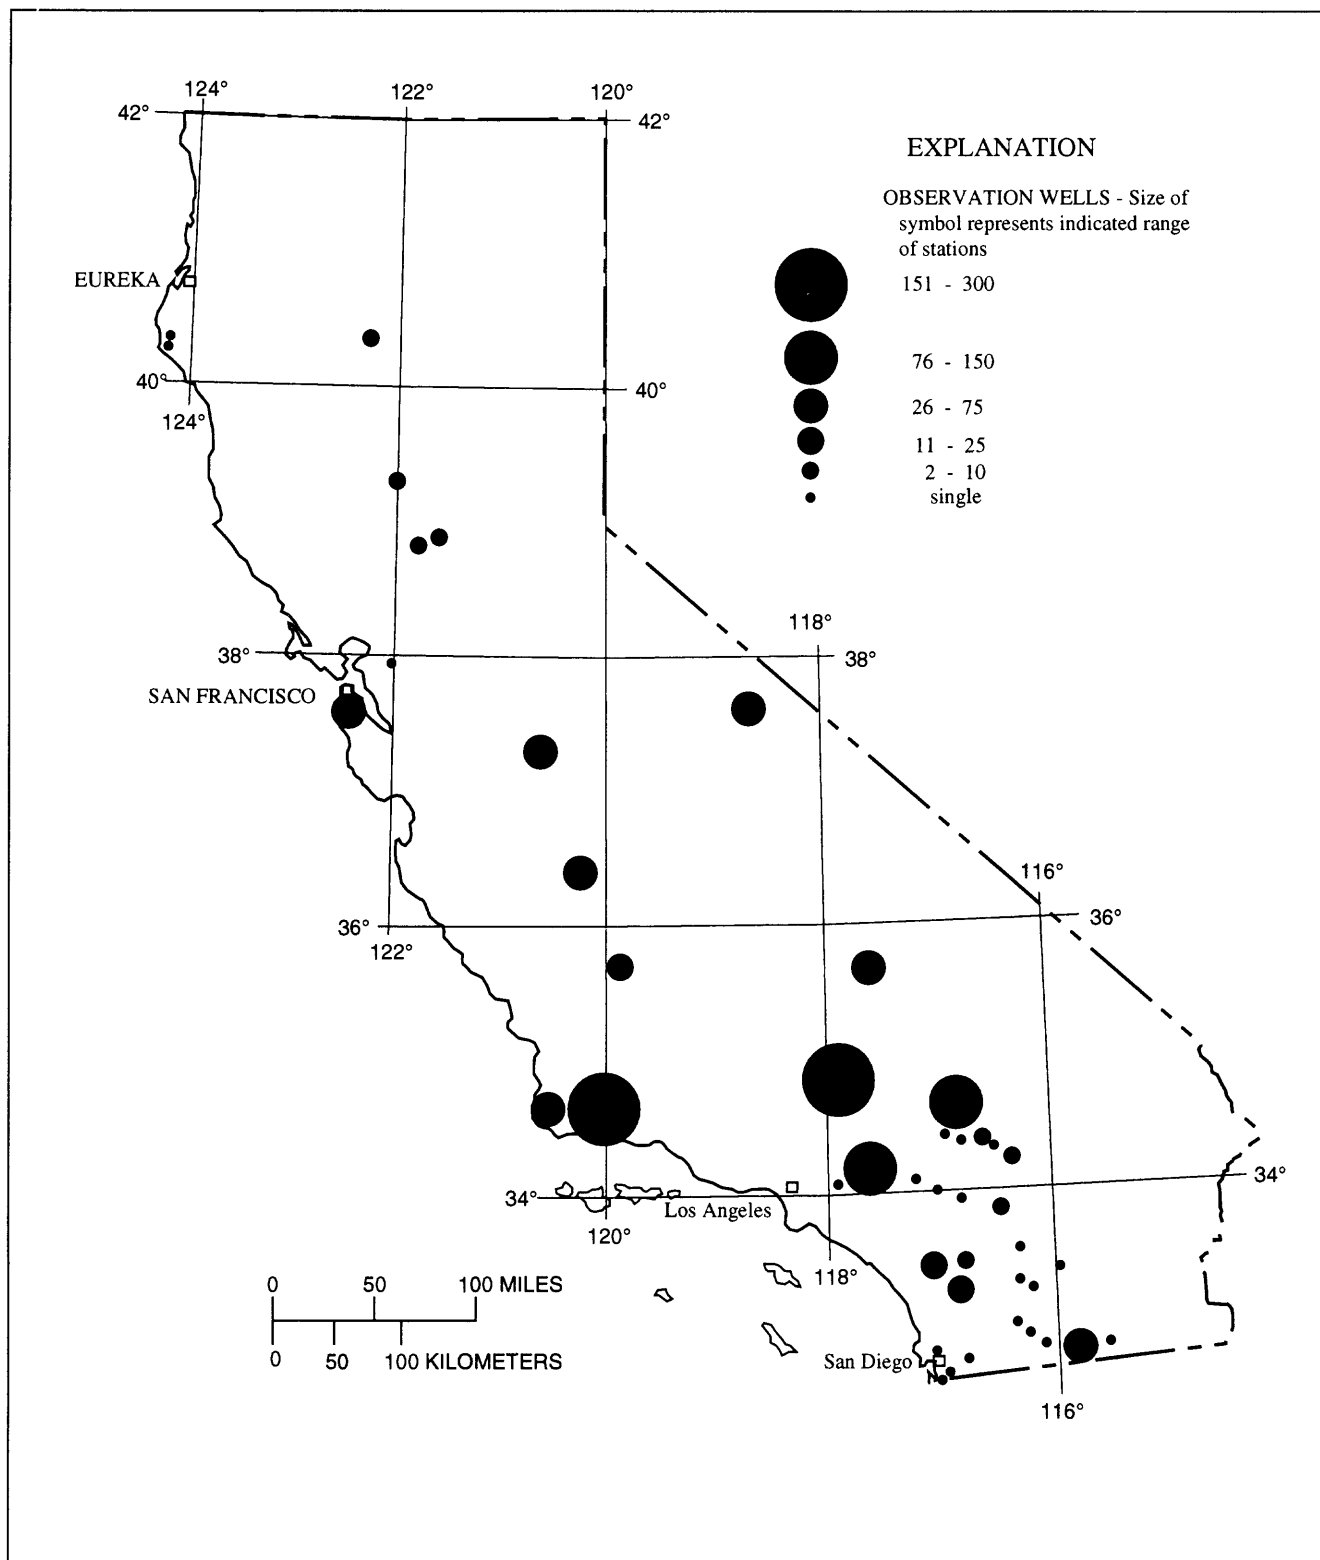 124°
122°
120°
42°
42°
EXPLANATION
OBSERVATION WELLS - Size of
symbol represents indicated range
of stations
151 - 300
76 - 150
26 - 75
11 - 25
2 - 10
single
EUREKA
40°
40°
124°
118°
38°
38°
SAN FRANCISCO
116°
36°
36°
122°
34°
34°
Los Angeles
120°
118°
0 50 100 MILES
0 50 100 KILOMETERS
San Diego
116°